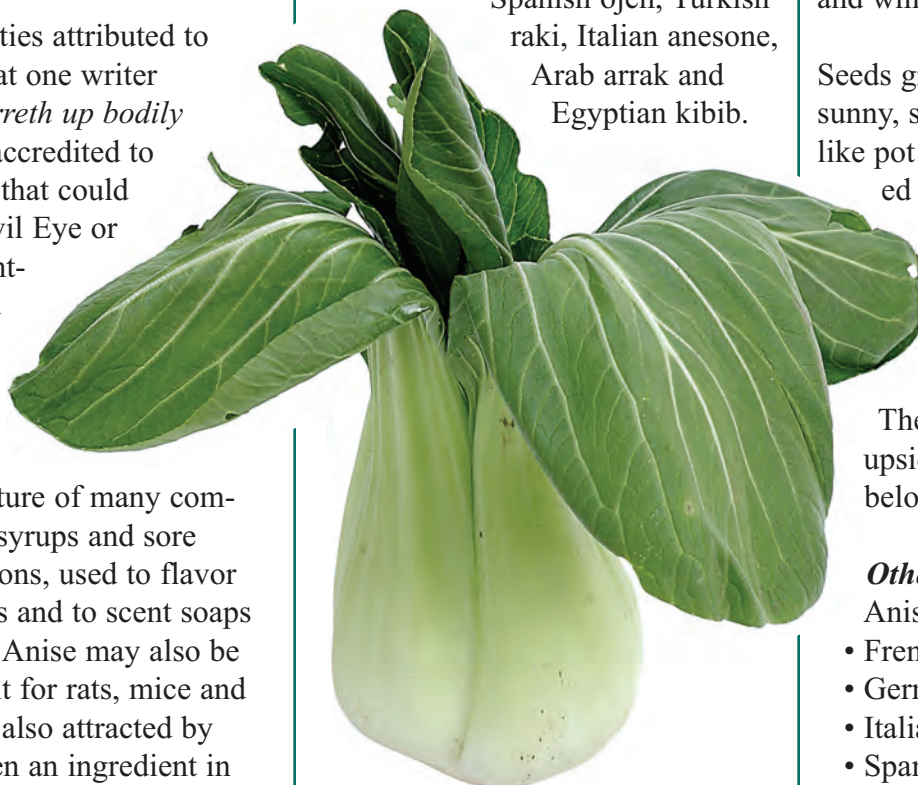 ties attributed to
at one writer
rreth up bodily
accredited to
that could
vil Eye or
nt-
ture of many com-
syrups and sore
ons, used to flavor
s and to scent soaps
Anise may also be
t for rats, mice and
also attracted by
en an ingredient in
Spanish ojen, Turkish
raki, Italian anesone,
Arab arrak and
Egyptian kibib.
and win
Seeds g
sunny, s
like pot
ed
The
upsi
belo
Oth
Anis
• Fren
• Gern
• Italia
• Span